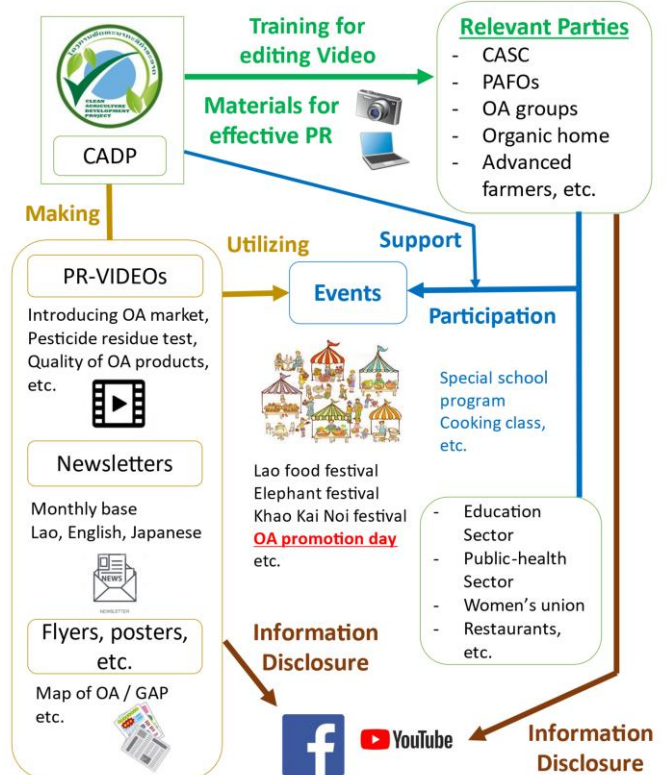 CLEAN
AGRICULTURE
DEVELOPMENT
PROJECT
CADP
Training for
editing Video
Materials for
effective PR
Relevant Parties
- CASC
- PAFOs
- OA groups
- Organic home
- Advanced
farmers, etc.
Making
Utilizing
Support
Events
Participation
PR-VIDEOs
Introducing OA market,
Pesticide residue test,
Quality of OA products,
etc.
Newsletters
Monthly base
Lao, English, Japanese
NEWS
NEWSLETTER
Flyers, posters,
etc.
Map of OA / GAP
etc.
Lao food festival
Elephant festival
Khao Kai Noi festival
OA promotion day
etc.
Special school
program
Cooking class,
etc.
- Education
Sector
- Public-health
Sector
- Women’s union
- Restaurants,
etc.
Information
Disclosure
f
YouTube
Information
Disclosure